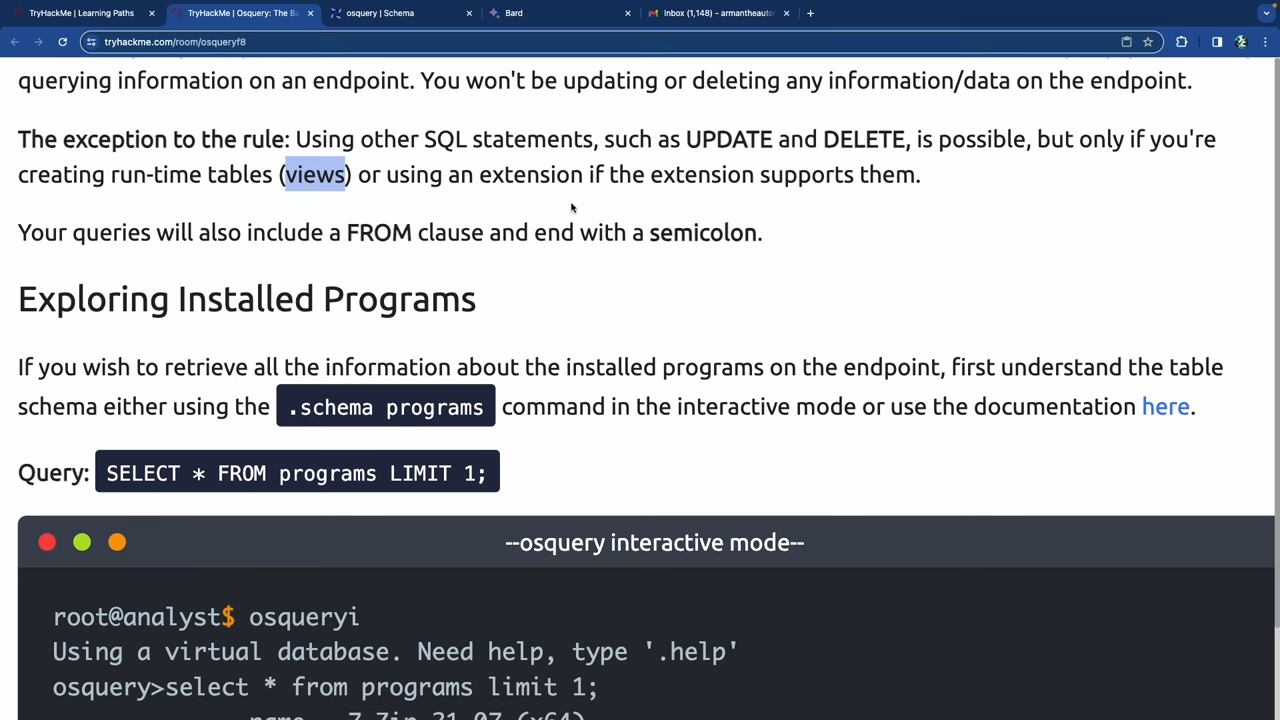 TryHackMe | Learning Paths
TryHackMe | Osquery: The Ba
osquery | Schema
Bard
Inbox (1,148) - armantheauto
tryhackme.com/room/osqueryf8
querying information on an endpoint. You won't be updating or deleting any information/data on the endpoint.
The exception to the rule: Using other SQL statements, such as UPDATE and DELETE, is possible, but only if you're
creating run-time tables (views) or using an extension if the extension supports them.
Your queries will also include a FROM clause and end with a semicolon.
Exploring Installed Programs
If you wish to retrieve all the information about the installed programs on the endpoint, first understand the table
schema either using the .schema programs command in the interactive mode or use the documentation here.
Query: SELECT * FROM programs LIMIT 1;
--osquery interactive mode--
root@analyst$ osqueryi
Using a virtual database. Need help, type '.help'
osquery>select * from programs limit 1;
name 7-Zip 21.07 (x64)